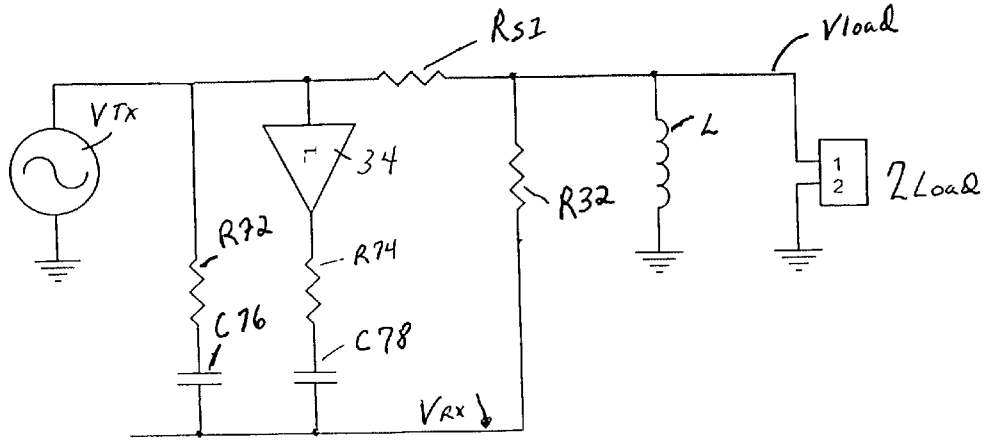 Rs1
Vload
VTx
34
L
1
2
ZLoad
R32
R72
R74
C76
C78
VRx